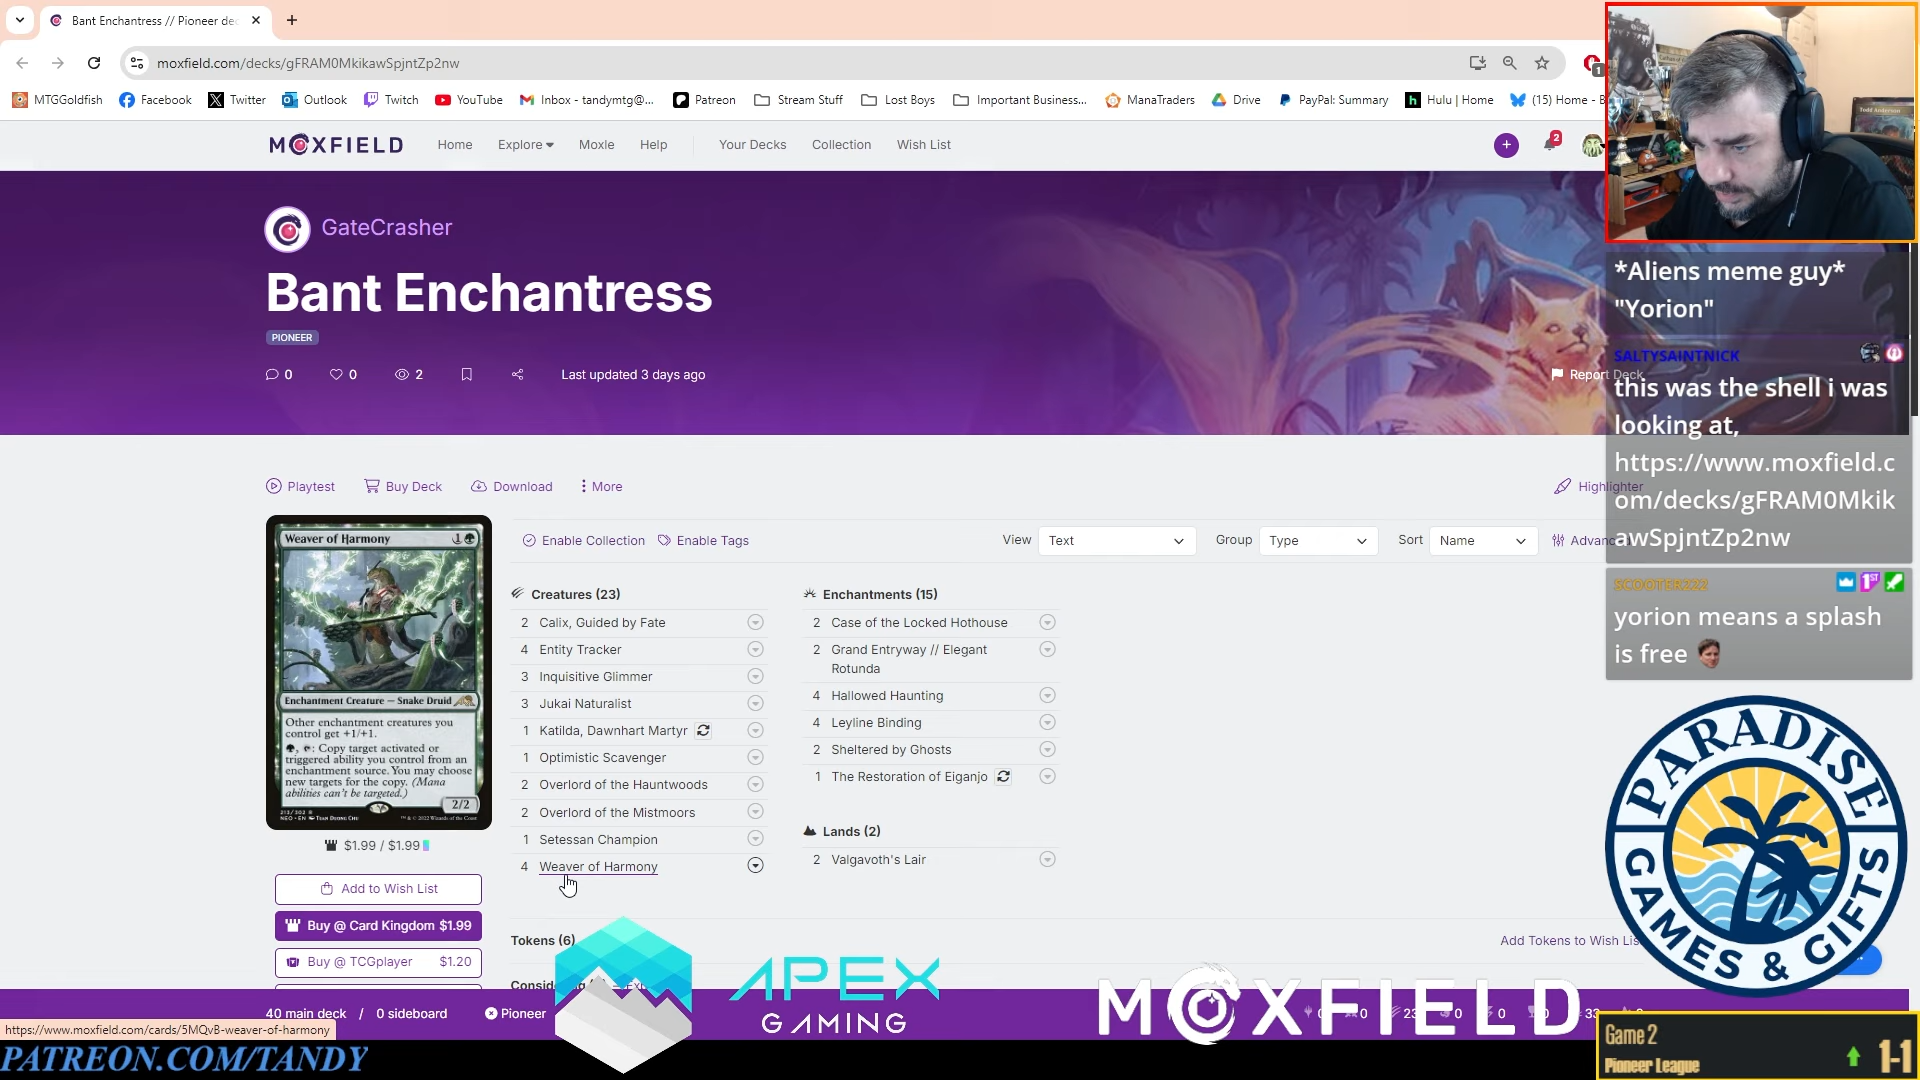 Bant Enchantress // Pioneer de
moxfield.com/decks/gFRAM0MkikawSpjntZp2nw
1
MTGGoldfish
Facebook
Twitter
Outlook
Twitch
YouTube
Inbox - tandymtg@...
Patreon
Stream Stuff
Lost Boys
Important Business...
ManaTraders
Drive
PayPal: Summary
Hulu | Home
(15) Home - B
MOXFIELD
Home
Explore
Moxie
Help
Your Decks
Collection
Wish List
2
GateCrasher
Bant Enchantress
PIONEER
0
0
2
Last updated 3 days ago
Report Deck
Playtest
Buy Deck
Download
More
Highlighter
Enable Collection
Enable Tags
View
Text
Group
Type
Sort
Name
Advanc
Weaver of Harmony
1
Enchantment Creature — Snake Druid
Other enchantment creatures you
control get +1/+1.
: Copy target activated or
triggered ability you control from an
enchantment source. You may choose
new targets for the copy. (Mana
abilities can't be targeted.)
2/2
$1.99 / $1.99
Add to Wish List
Buy @ Card Kingdom $1.99
Buy @ TCGplayer $1.20
Creatures (23)
2 Calix, Guided by Fate
4 Entity Tracker
3 Inquisitive Glimmer
3 Jukai Naturalist
1 Katilda, Dawnhart Martyr
1 Optimistic Scavenger
2 Overlord of the Hauntwoods
2 Overlord of the Mistmoors
1 Setessan Champion
4 Weaver of Harmony
Enchantments (15)
2 Case of the Locked Hothouse
2 Grand Entryway // Elegant
Rotunda
4 Hallowed Haunting
4 Leyline Binding
2 Sheltered by Ghosts
1 The Restoration of Eiganjo
Lands (2)
2 Valgavoth's Lair
Tokens (6)
Add Tokens to Wish Lis
40 main deck / 0 sideboard
Pioneer
https://www.moxfield.com/cards/5MQvB-weaver-of-harmony
PATREON.COM/TANDY
APEX
GAMING
MOXFIELD
*Aliens meme guy*
"Yorion"
SALTYSAINTNICK
this was the shell i was
looking at,
https://www.moxfield.c
om/decks/gFRAM0Mkik
awSpjntZp2nw
SCOOTER222
yorion means a splash
is free
PARADISE
GAMES & GIFTS
Game 2
Pioneer League
1-1